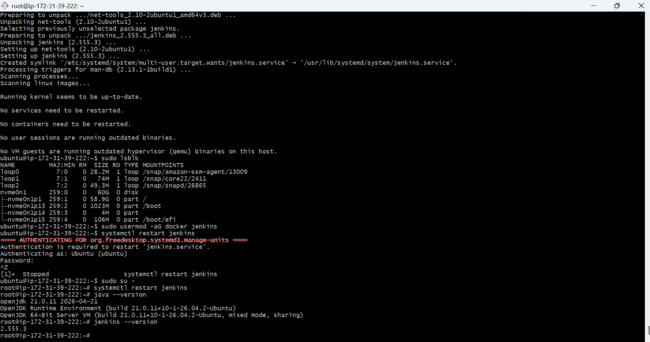 root@ip-172-31-39-222: ~
Preparing to unpack .../net-tools_2.10-2ubuntu1_amd64v3.deb ...
Unpacking net-tools (2.10-2ubuntu1) ...
Selecting previously unselected package jenkins.
Preparing to unpack .../jenkins_2.555.3_all.deb ...
Unpacking jenkins (2.555.3) ...
Setting up net-tools (2.10-2ubuntu1) ...
Setting up jenkins (2.555.3) ...
Created symlink '/etc/systemd/system/multi-user.target.wants/jenkins.service' → '/usr/lib/systemd/system/jenkins.service'.
Processing triggers for man-db (2.13.1-1build1) ...
Scanning processes...
Scanning linux images...
Running kernel seems to be up-to-date.
No services need to be restarted.
No containers need to be restarted.
No user sessions are running outdated binaries.
No VM guests are running outdated hypervisor (qemu) binaries on this host.
ubuntu@ip-172-31-39-222:~$ sudo lsblk
NAME MAJ:MIN RM SIZE RO TYPE MOUNTPOINTS
loop0 7:0 0 28.2M 1 loop /snap/amazon-ssm-agent/13009
loop1 7:1 0 74M 1 loop /snap/core22/2411
loop2 7:2 0 49.3M 1 loop /snap/snapd/26865
nvme0n1 259:0 0 60G 0 disk
├─nvme0n1p1 259:1 0 58.9G 0 part /
├─nvme0n1p13 259:2 0 1023M 0 part /boot
├─nvme0n1p14 259:3 0 4M 0 part
└─nvme0n1p15 259:4 0 106M 0 part /boot/efi
ubuntu@ip-172-31-39-222:~$ sudo usermod -aG docker jenkins
ubuntu@ip-172-31-39-222:~$ systemctl restart jenkins
==== AUTHENTICATING FOR org.freedesktop.systemd1.manage-units ====
Authentication is required to restart 'jenkins.service'.
Authenticating as: Ubuntu (ubuntu)
Password:
^Z
[1]+ Stopped systemctl restart jenkins
ubuntu@ip-172-31-39-222:~$ sudo su -
root@ip-172-31-39-222:~# systemctl restart jenkins
root@ip-172-31-39-222:~# java --version
openjdk 21.0.11 2026-04-21
OpenJDK Runtime Environment (build 21.0.11+10-1-26.04.2-Ubuntu)
OpenJDK 64-Bit Server VM (build 21.0.11+10-1-26.04.2-Ubuntu, mixed mode, sharing)
root@ip-172-31-39-222:~# jenkins --version
2.555.3
root@ip-172-31-39-222:~#